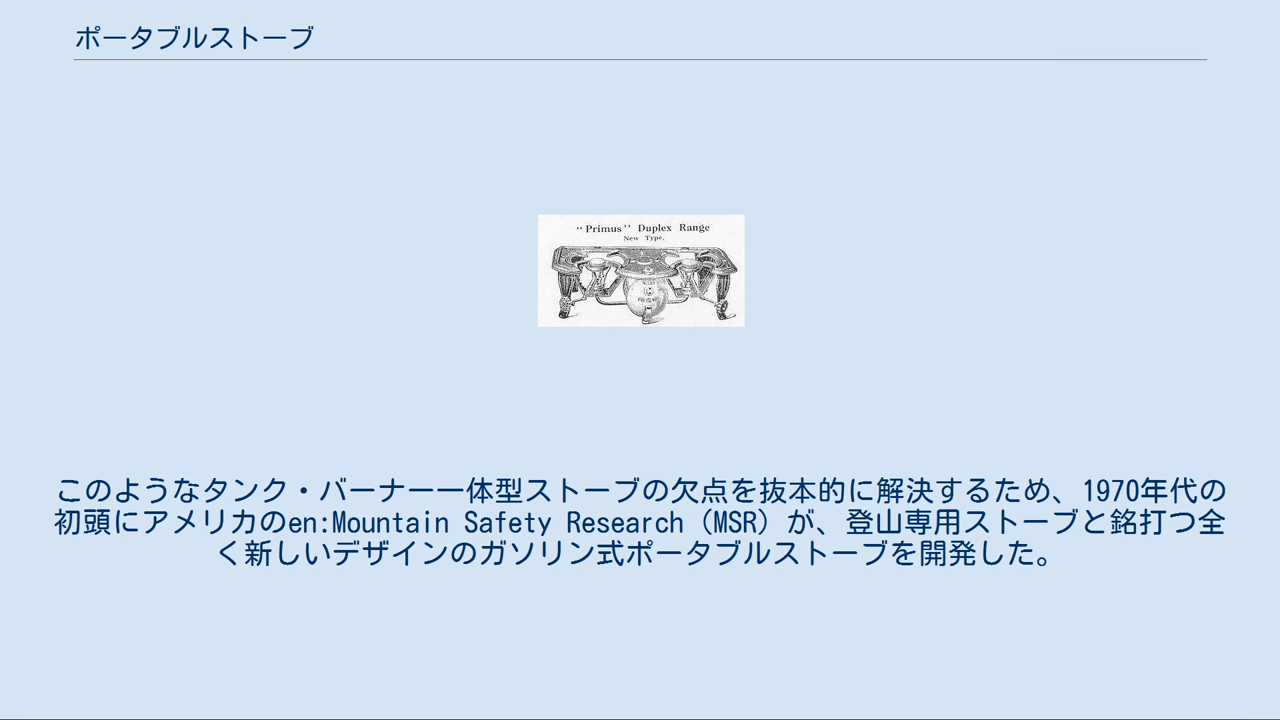 ポータブルストーブ
“Primus” Duplex Range
New Type.
このようなタンク・バーナー一体型ストーブの欠点を抜本的に解決するため、1970年代の
初頭にアメリカのen:Mountain Safety Research（MSR）が、登山専用ストーブと銘打つ全
く新しいデザインのガソリン式ポータブルストーブを開発した。